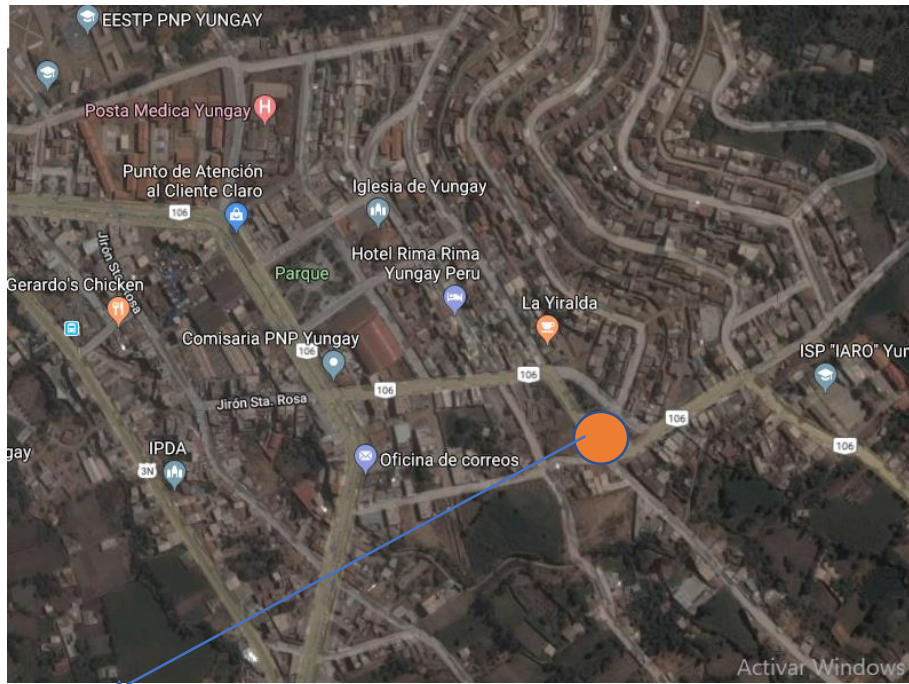 EESTP PNP YUNGAY
Posta Medica Yungay
H
Punto de Atención
al Cliente Claro
Iglesia de Yungay
106
Jirón Sta. Rosa
Hotel Rima Rima
Yungay Peru
Parque
Gerardo's Chicken
La Yiralda
Comisaria PNP Yungay
106
ISP "IARO" Yun
106
106
Jirón Sta. Rosa
106
106
IPDA
gay
Oficina de correos
3N
Activar Windows